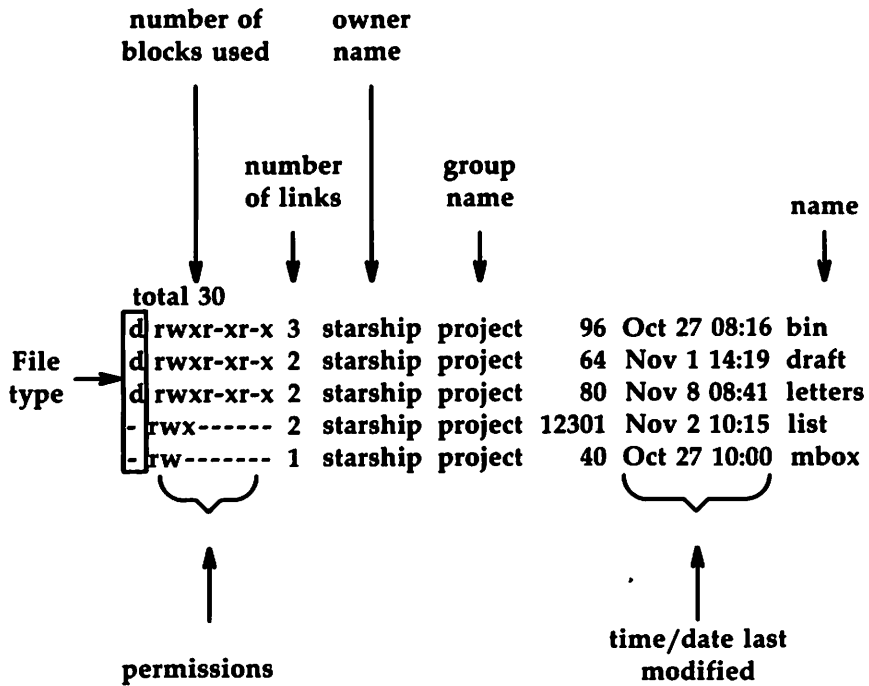 number of
blocks used
owner
name
number
of links
group
name
name
total 30
d rwxr-xr-x 3 starship project 96 Oct 27 08:16 bin
d rwxr-xr-x 2 starship project 64 Nov 1 14:19 draft
d rwxr-xr-x 2 starship project 80 Nov 8 08:41 letters
- rwx------ 2 starship project 12301 Nov 2 10:15 list
- rw------- 1 starship project 40 Oct 27 10:00 mbox
File
type
permissions
time/date last
modified